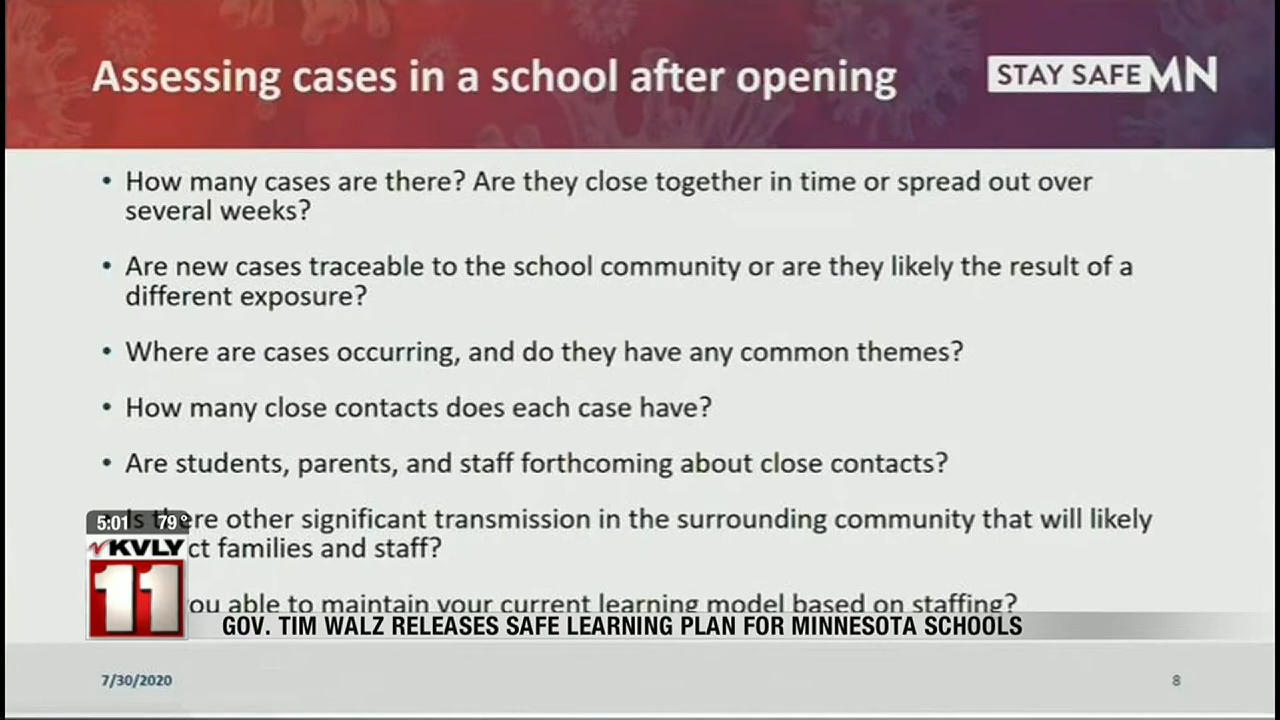 Assessing cases in a school after opening
STAY SAFE MN
• How many cases are there? Are they close together in time or spread out over
several weeks?
• Are new cases traceable to the school community or are they likely the result of a
different exposure?
• Where are cases occurring, and do they have any common themes?
• How many close contacts does each case have?
• Are students, parents, and staff forthcoming about close contacts?
Is there other significant transmission in the surrounding community that will likely
ct families and staff?
ou able to maintain your current learning model based on staffing?
5:01 79°
KVLY
11
GOV. TIM WALZ RELEASES SAFE LEARNING PLAN FOR MINNESOTA SCHOOLS
7/30/2020
8